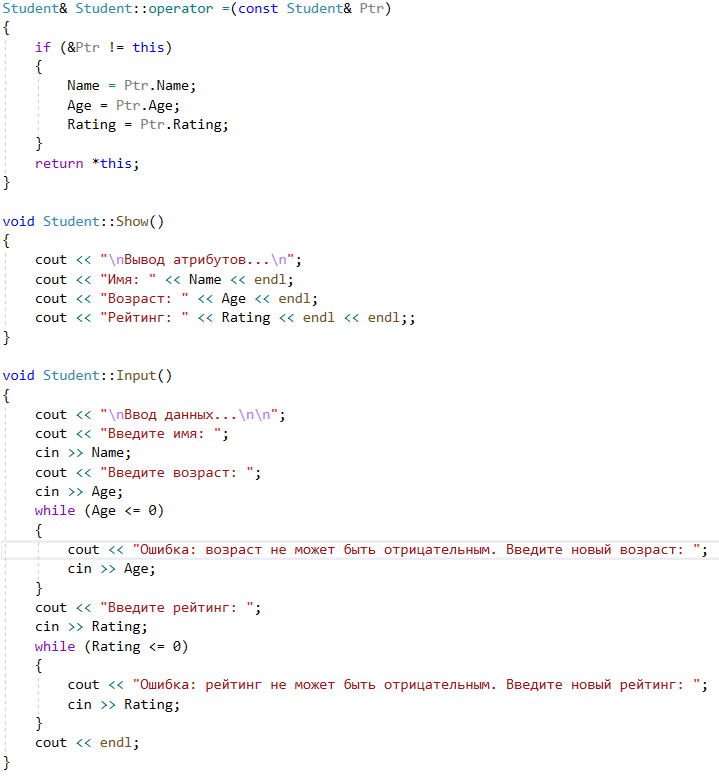 Student& Student::operator =(const Student& Ptr)
{
    if (&Ptr != this)
    {
        Name = Ptr.Name;
        Age = Ptr.Age;
        Rating = Ptr.Rating;
    }
    return *this;
}

void Student::Show()
{
    cout << "\nВывод атрибутов...\n";
    cout << "Имя: " << Name << endl;
    cout << "Возраст: " << Age << endl;
    cout << "Рейтинг: " << Rating << endl << endl;;
}

void Student::Input()
{
    cout << "\nВвод данных...\n\n";
    cout << "Введите имя: ";
    cin >> Name;
    cout << "Введите возраст: ";
    cin >> Age;
    while (Age <= 0)
    {
        cout << "Ошибка: возраст не может быть отрицательным. Введите новый возраст: ";
        cin >> Age;
    }
    cout << "Введите рейтинг: ";
    cin >> Rating;
    while (Rating <= 0)
    {
        cout << "Ошибка: рейтинг не может быть отрицательным. Введите новый рейтинг: ";
        cin >> Rating;
    }
    cout << endl;
}